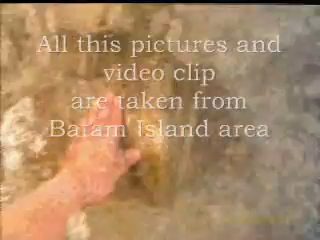 All this pictures and
video clip
are taken from
Batam Island area